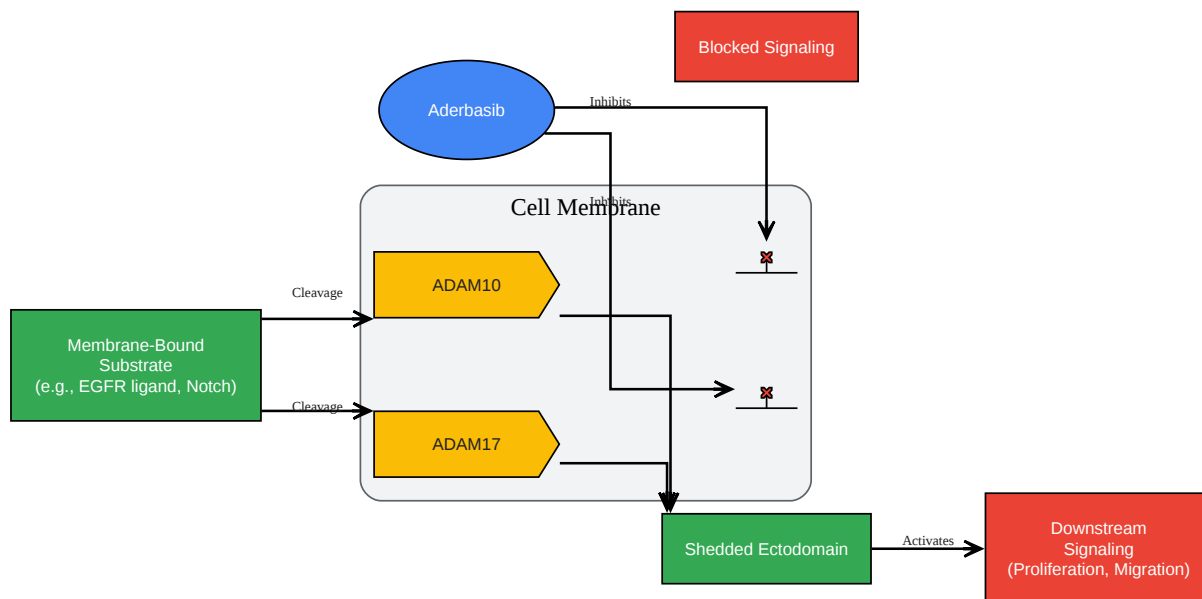 Blocked Signaling
Aderbasib
Inhibits
Inhibits
Cell Membrane
ADAM10
Cleavage
Membrane-Bound
Substrate
(e.g., EGFR ligand, Notch)
Cleavage
ADAM17
Shedded Ectodomain
Activates
Downstream
Signaling
(Proliferation, Migration)